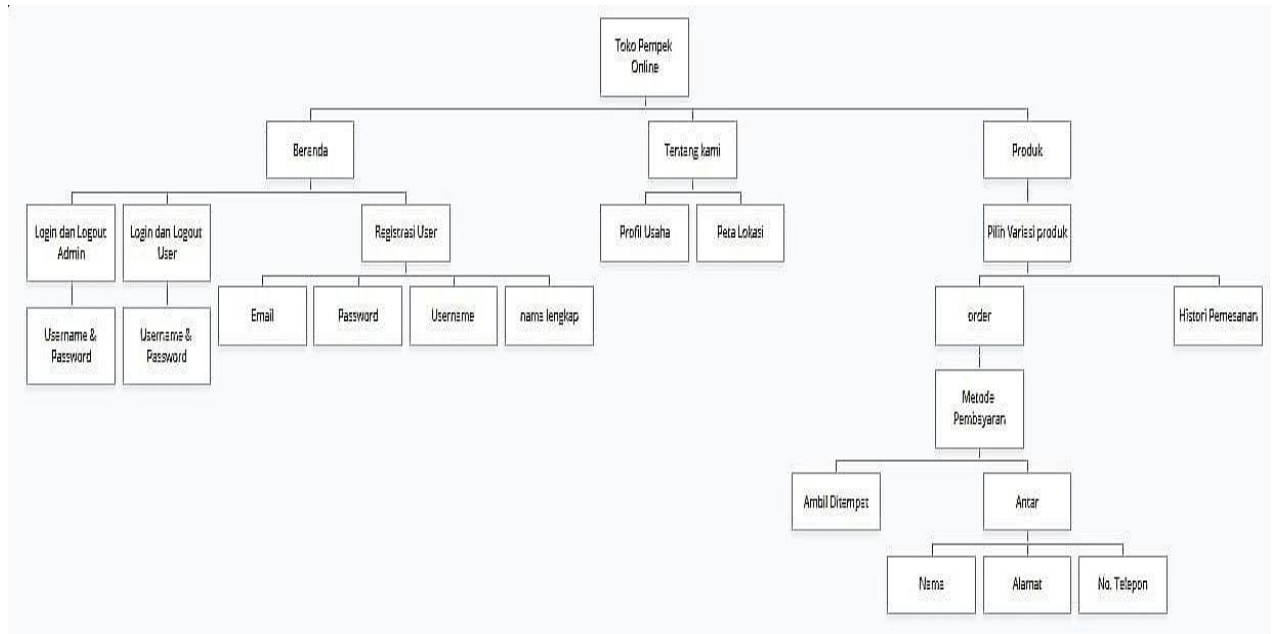 Toko Pempek
Online
Beranda
Tentang kami
Produk
Login dan Logout
Admin
Login dan Logout
User
Registrasi User
Profil Usaha
Peta Lokasi
Pilih Variasi produk
Username &
Password
Username &
Password
Email
Password
Username
nama lengkap
order
Histori Pemesanan
Metode
Pembayaran
Ambil Ditempat
Antar
Nama
Alamat
No. Telepon